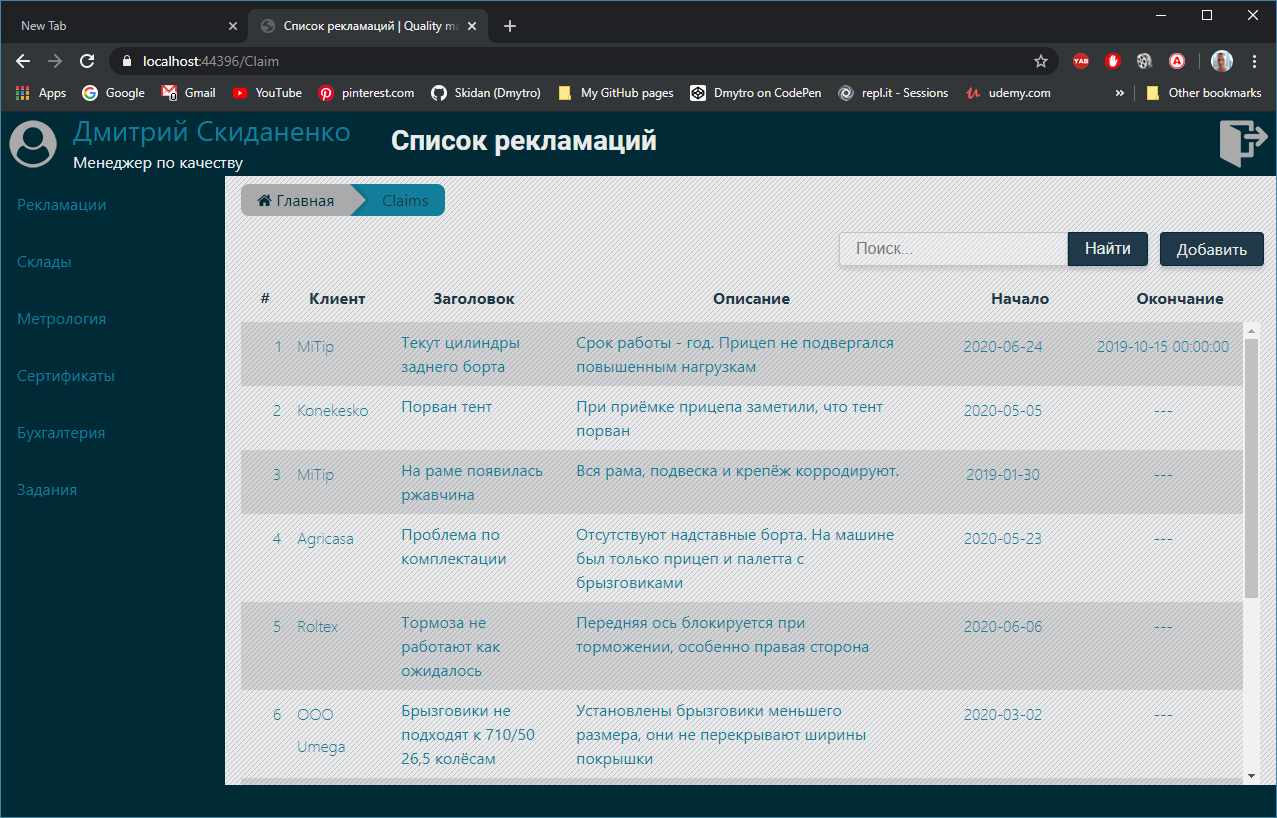 New Tab
Список рекламаций | Quality ma
localhost:44396/Claim
YAB
A
Apps
Google
Gmail
YouTube
pinterest.com
Skidan (Dmytro)
My GitHub pages
Dmytro on CodePen
repl.it - Sessions
udemy.com
»
Other bookmarks
Дмитрий Скиданенко
Менеджер по качеству
Список рекламаций
Рекламации
Склады
Метрология
Сертификаты
Бухгалтерия
Задания
Главная
Claims
Поиск...
Найти
Добавить
# Клиент Заголовок Описание Начало Окончание
1 MiTip Текут цилиндры Срок работы - год. Прицеп не подвергался 2020-06-24 2019-10-15 00:00:00
заднего борта повышенным нагрузкам
2 Konekesko Порван тент При приёмке прицепа заметили, что тент 2020-05-05 ---
порван
3 MiTip На раме появилась Вся рама, подвеска и крепёж корродируют. 2019-01-30 ---
ржавчина
4 Agricasa Проблема по Отсутствуют надставные борта. На машине 2020-05-23 ---
комплектации был только прицеп и палетта с
брызговиками
5 Roltex Тормоза не Передняя ось блокируется при 2020-06-06 ---
работают как торможении, особенно правая сторона
ожидалось
6 ООО Брызговики не Установлены брызговики меньшего 2020-03-02 ---
Umega подходят к 710/50 размера, они не перекрывают ширины
26,5 колёсам покрышки